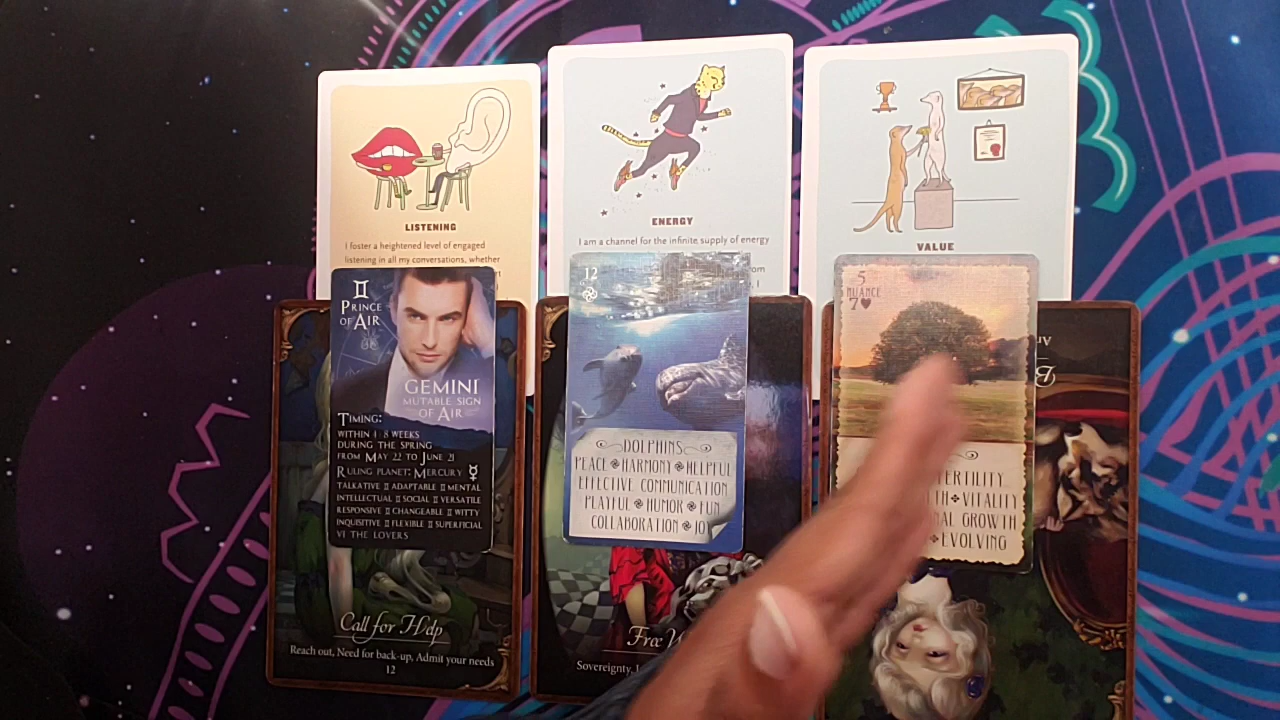 LISTENING
I foster a heightened level of engaged
listening in all my conversations, whether
ENERGY
I am a channel for the infinite supply of energy
from
I
VALUE
♊
PRINCE
OF AIR
GEMINI
MUTABLE SIGN
OF AIR
TIMING:
WITHIN 1-8 WEEKS
DURING THE SPRING
FROM MAY 22 TO JUNE 21
RULING PLANET: MERCURY ☿
TALKATIVE ♊ ADAPTABLE ♊ MENTAL
INTELLECTUAL ♊ SOCIAL ♊ VERSATILE
RESPONSIVE ♊ CHANGEABLE ♊ WITTY
INQUISITIVE ♊ FLEXIBLE ♊ SUPERFICIAL
VI THE LOVERS
12
DOLPHINS
PEACE HARMONY HELPFUL
EFFECTIVE COMMUNICATION
PLAYFUL HUMOR FUN
COLLABORATION
5
NUANCE
7♥
FERTILITY
VITALITY
GROWTH
EVOLVING
Call for Help
Reach out, Need for back-up, Admit your needs
12
Free
Sovereignty,